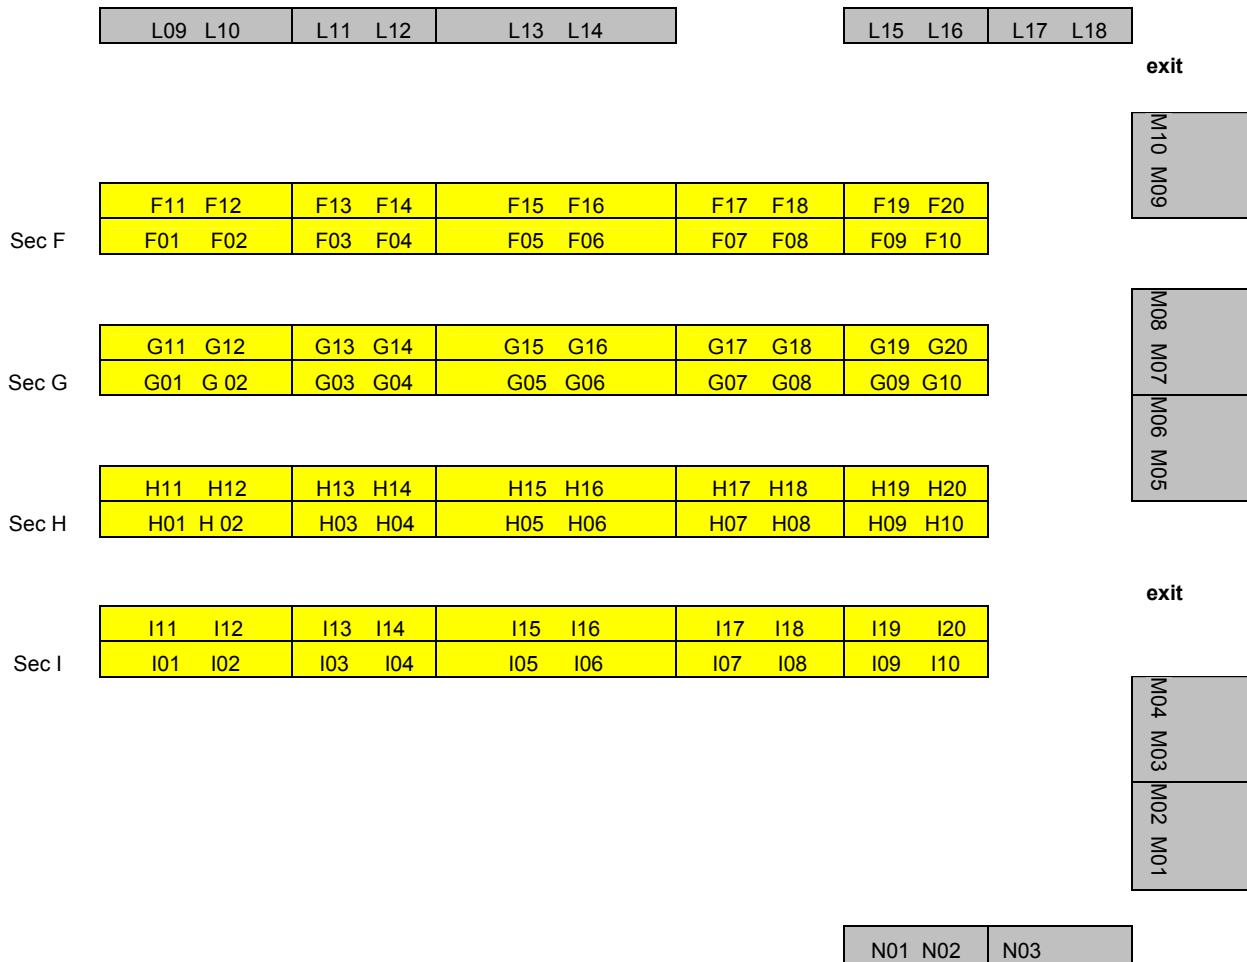 L09 L10 L11 L12 L13 L14 L15 L16 L17 L18
exit
M10 M09
F11 F12 F13 F14 F15 F16 F17 F18 F19 F20
Sec F F01 F02 F03 F04 F05 F06 F07 F08 F09 F10
M08 M07
G11 G12 G13 G14 G15 G16 G17 G18 G19 G20
Sec G G01 G 02 G03 G04 G05 G06 G07 G08 G09 G10
M06 M05
H11 H12 H13 H14 H15 H16 H17 H18 H19 H20
Sec H H01 H 02 H03 H04 H05 H06 H07 H08 H09 H10
exit
I11 I12 I13 I14 I15 I16 I17 I18 I19 I20
Sec I I01 I02 I03 I04 I05 I06 I07 I08 I09 I10
M04 M03
M02 M01
N01 N02 N03